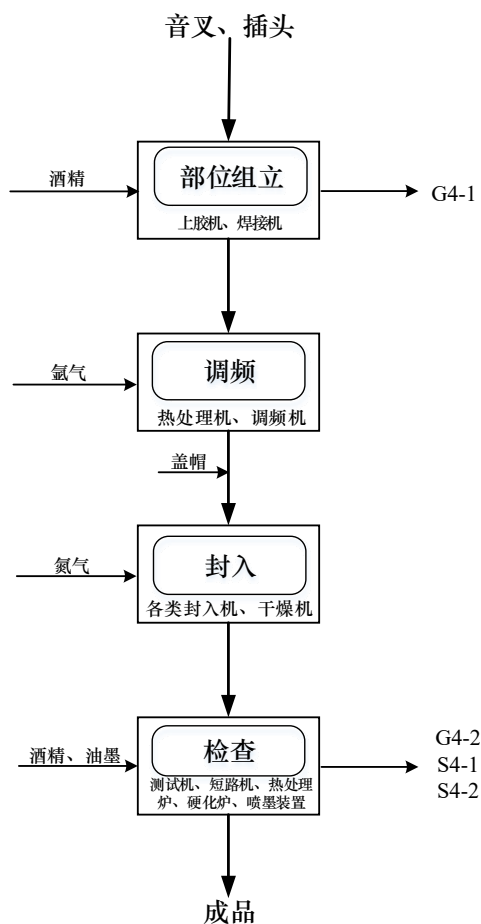 音叉、插头
酒精
部位组立
上胶机、焊接机
G4-1
氩气
调频
热处理机、调频机
盖帽
氮气
封入
各类封入机、干燥机
酒精、油墨
检查
测试机、短路机、热处理
炉、硬化炉、喷墨装置
G4-2
S4-1
S4-2
成品